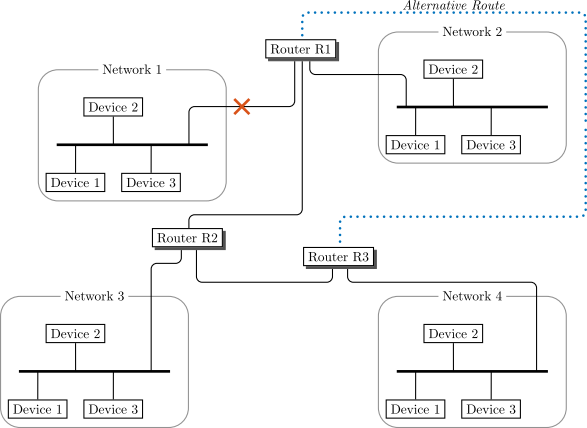 Alternative Route
Router R1
Network 2
Device 2
Device 1
Device 3
Network 1
Device 2
Device 1
Device 3
Router R2
Router R3
Network 3
Device 2
Device 1
Device 3
Network 4
Device 2
Device 1
Device 3